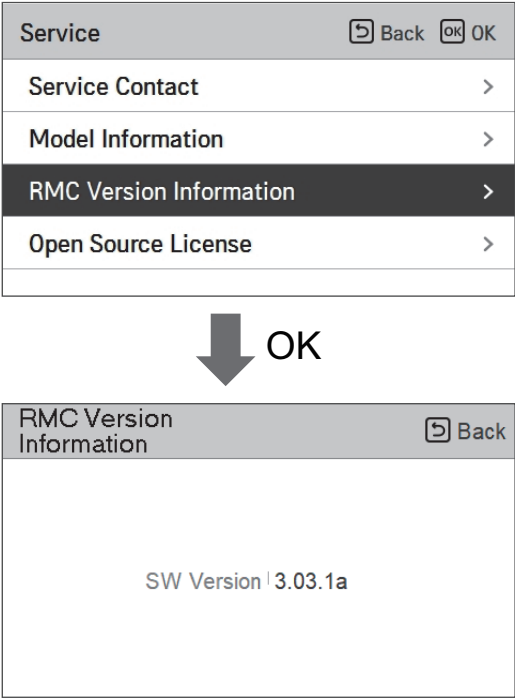 Service Back OK OK
Service Contact >
Model Information >
RMC Version Information >
Open Source License >
OK
RMC Version
Information
Back
SW Version 3.03.1a